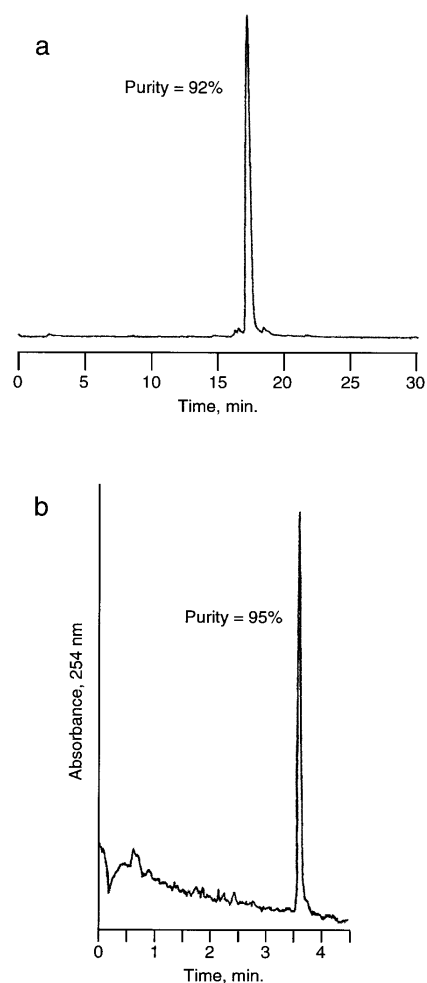 a
Purity = 92%
0 5 10 15 20 25 30
Time, min.
b
Purity = 95%
Absorbance, 254 nm
0 1 2 3 4
Time, min.